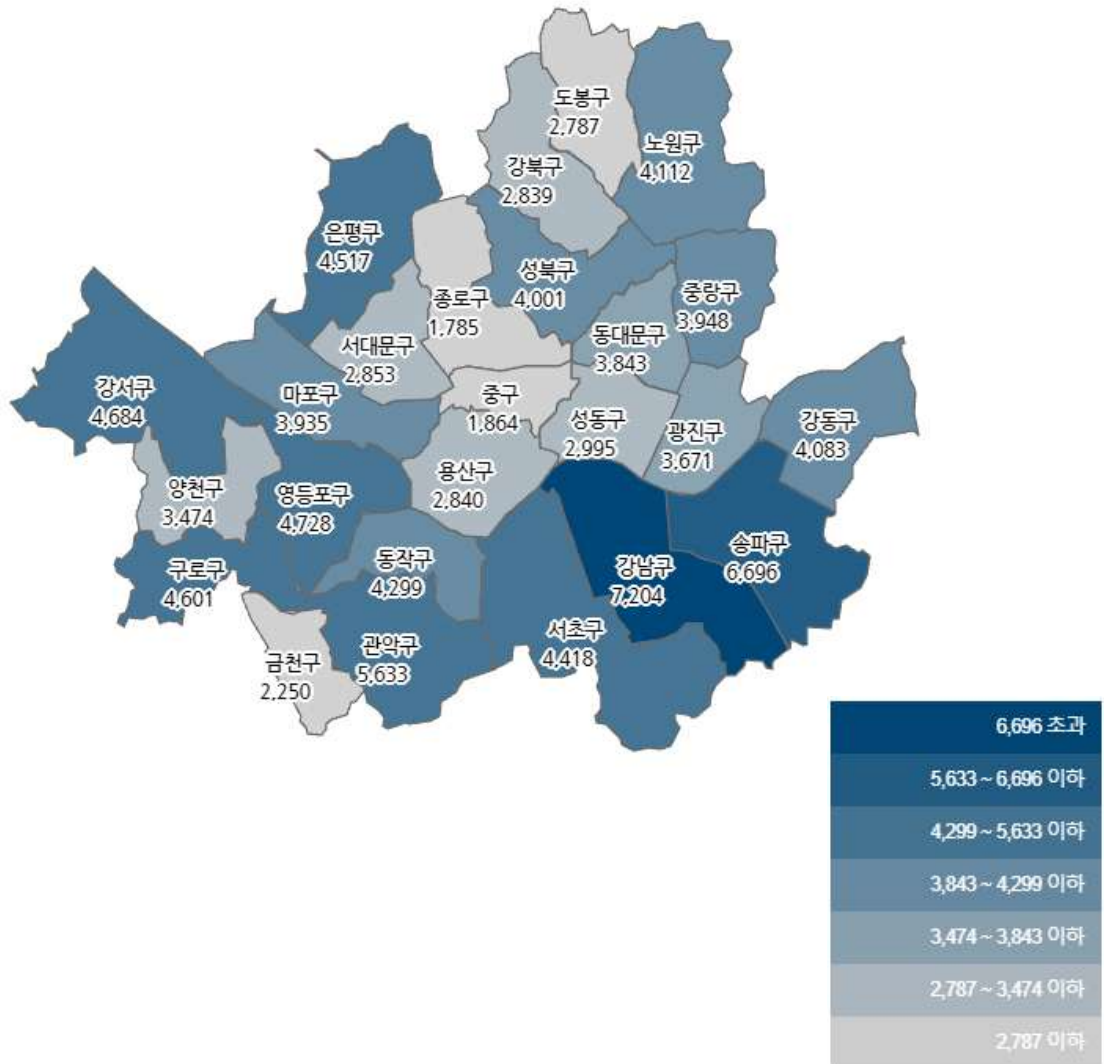 도봉구
2,787
노원구
4,112
강북구
2,839
은평구
4,517
성북구
4,001
중랑구
3,948
종로구
1,785
동대문구
3,843
서대문구
2,853
강서구
4,684
마포구
3,935
중구
1,864
성동구
2,995
광진구
3,671
강동구
4,083
양천구
3,474
영등포구
4,728
용산구
2,840
송파구
6,696
구로구
4,601
동작구
4,299
강남구
7,204
서초구
4,418
관악구
5,633
금천구
2,250
6,696 초과
5,633 ~ 6,696 이하
4,299 ~ 5,633 이하
3,843 ~ 4,299 이하
3,474 ~ 3,843 이하
2,787 ~ 3,474 이하
2,787 이하